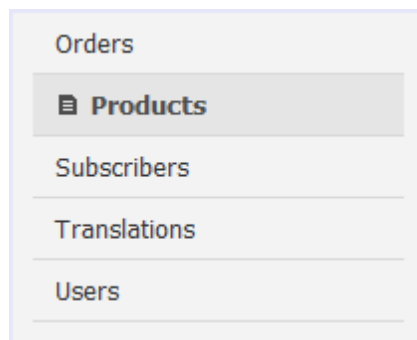 Orders
Products
Subscribers
Translations
Users